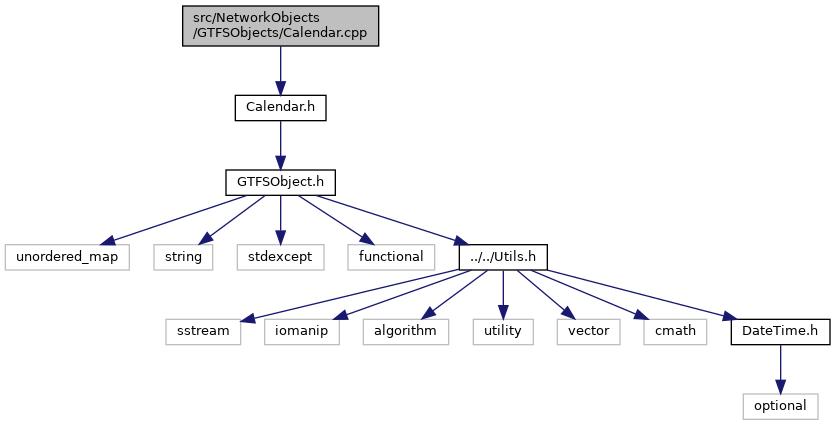 src/NetworkObjects
/GTFSObjects/Calendar.cpp
Calendar.h
GTFSObject.h
unordered_map
string
stdexcept
functional
../../Utils.h
sstream
iomanip
algorithm
utility
vector
cmath
DateTime.h
optional